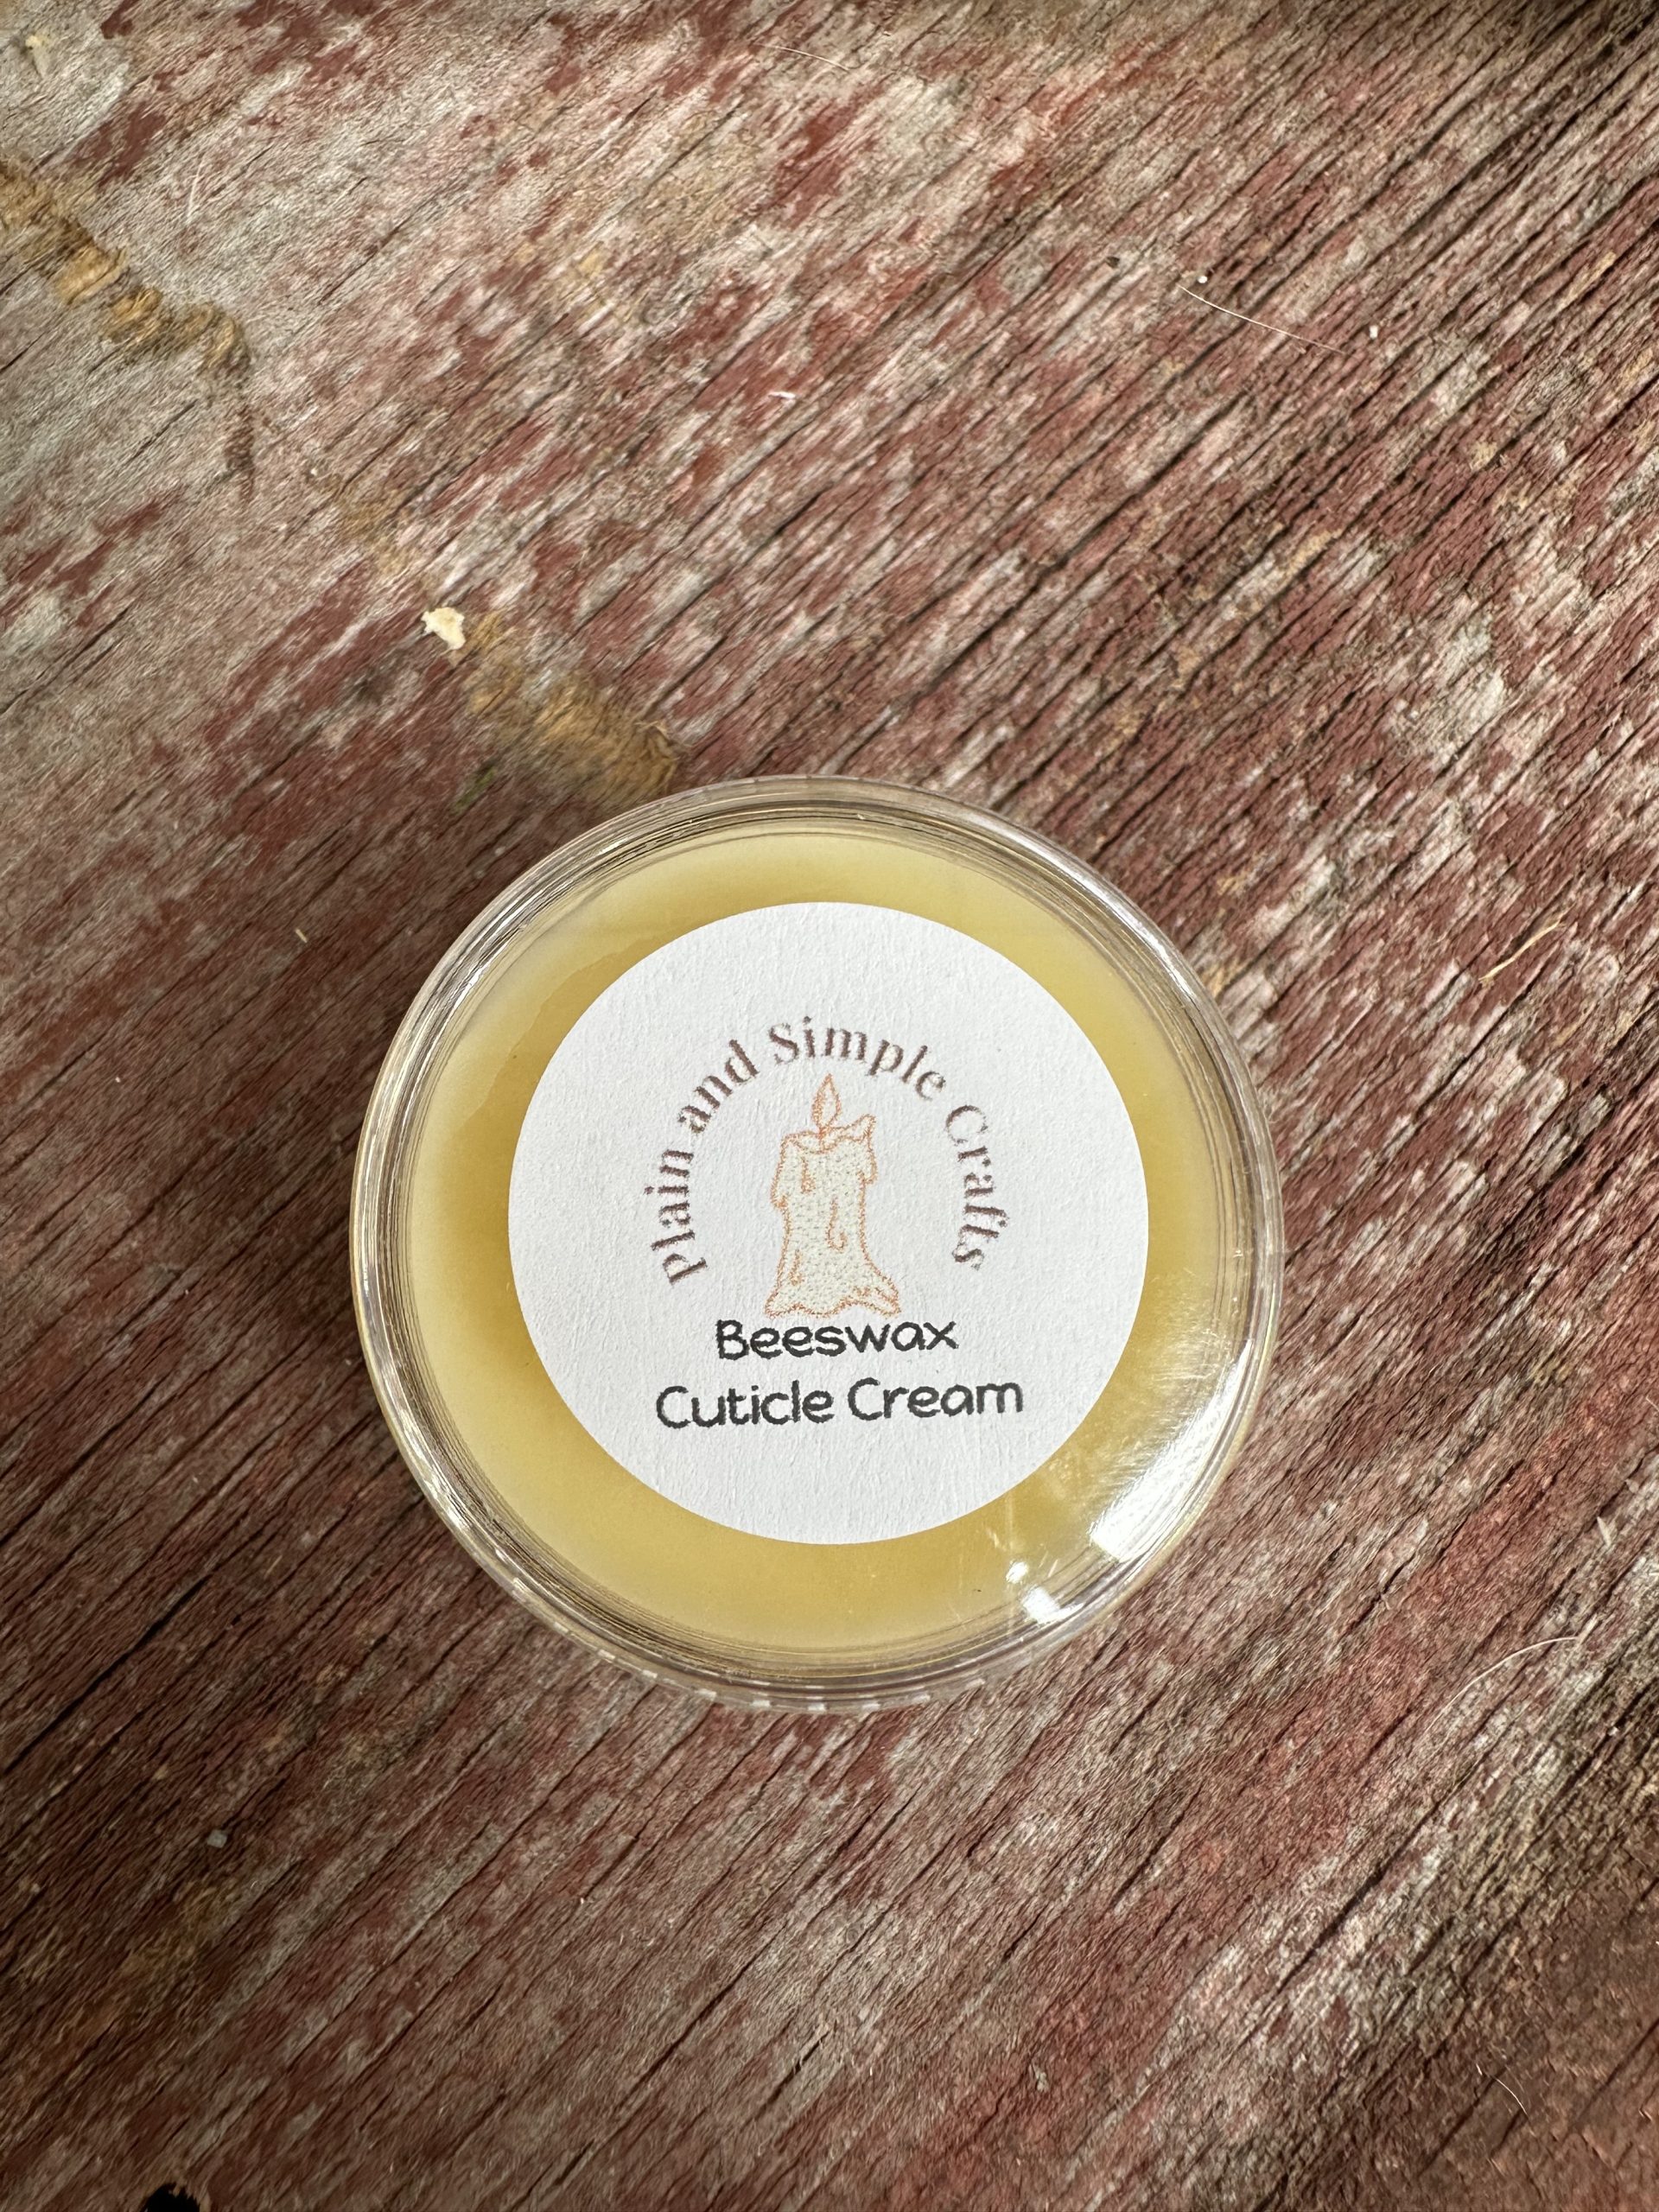 Plain and Simple Crafts
Beeswax
Cuticle Cream